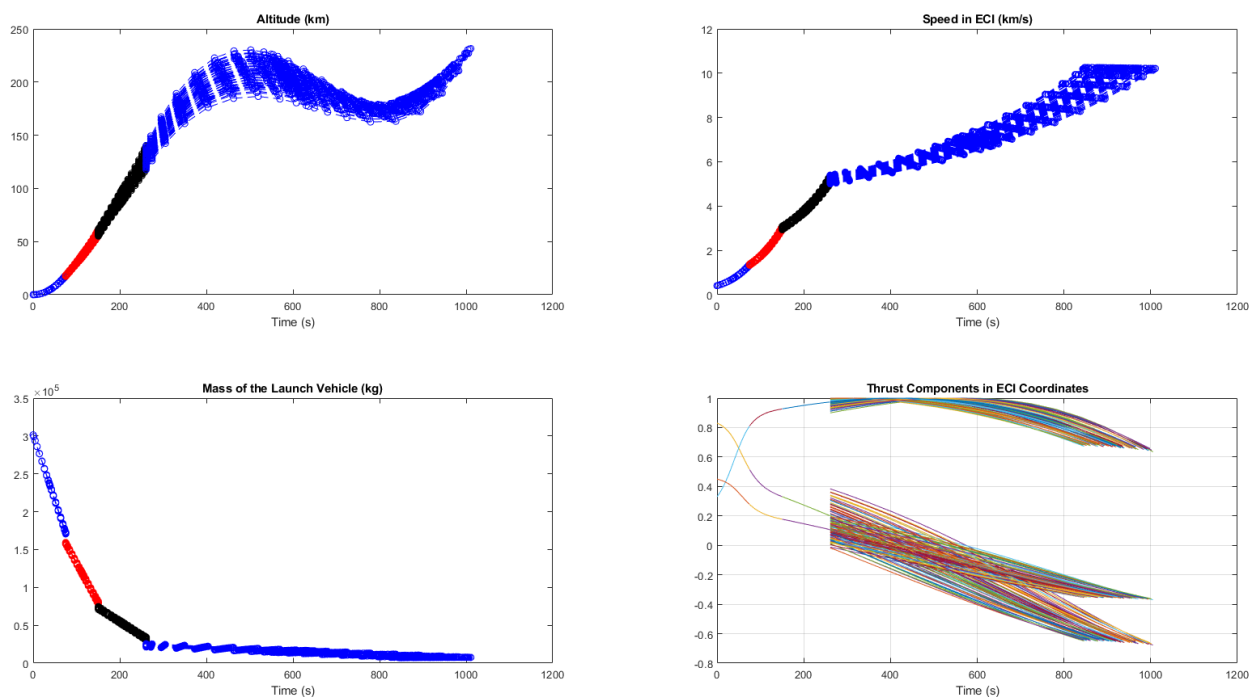 Altitude (km)
250
200
150
100
50
0
0 200 400 600 800 1000 1200
Time (s)
Speed in ECI (km/s)
12
10
8
6
4
2
0
0 200 400 600 800 1000 1200
Time (s)
Mass of the Launch Vehicle (kg)
×10^5
3.5
3
2.5
2
1.5
1
0.5
0
0 200 400 600 800 1000 1200
Time (s)
Thrust Components in ECI Coordinates
1
0.8
0.6
0.4
0.2
0
-0.2
-0.4
-0.6
-0.8
0 200 400 600 800 1000 1200
Time (s)